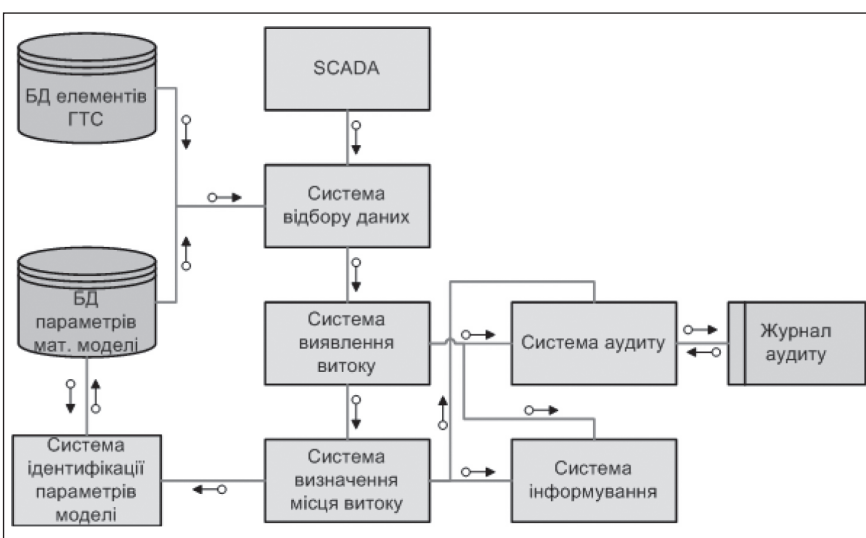 БД елементів
ГТС
SCADA
Система
відбору даних
БД
параметрів
мат. моделі
Система
виявлення
витоку
Система аудиту
Журнал
аудиту
Система
ідентифікації
параметрів
моделі
Система
визначення
місця витоку
Система
інформування